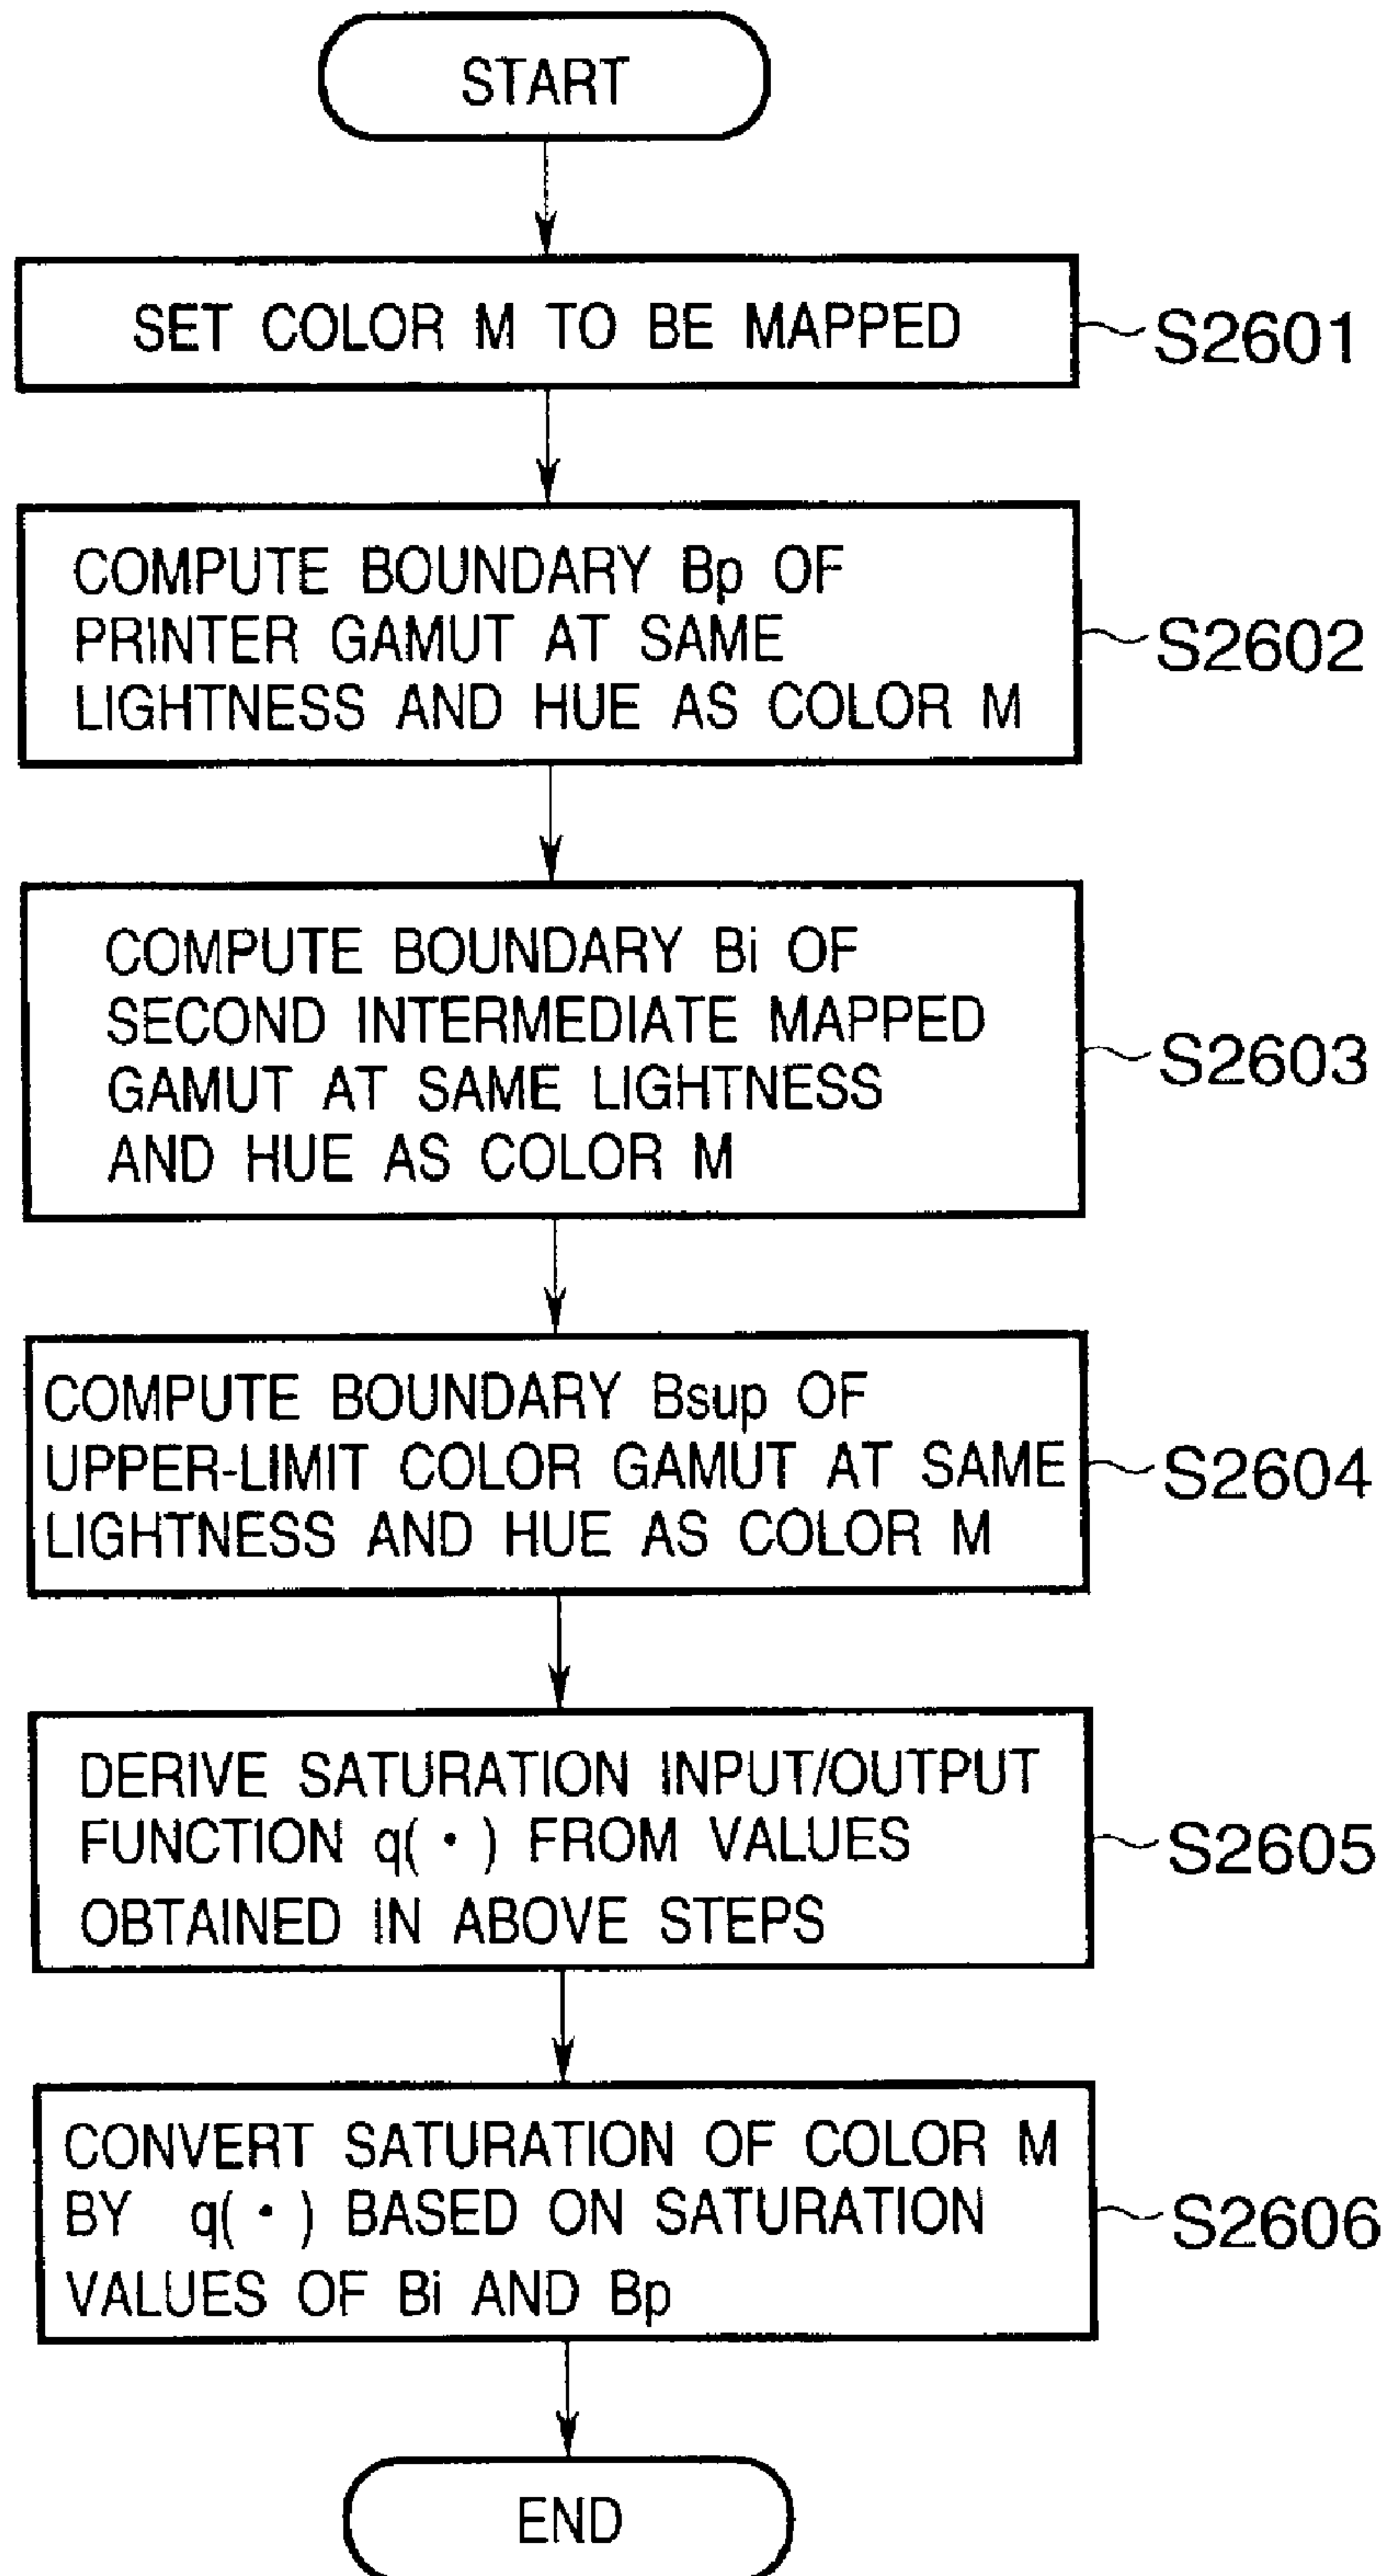 START
SET COLOR M TO BE MAPPED
S2601
COMPUTE BOUNDARY Bp OF
PRINTER GAMUT AT SAME
LIGHTNESS AND HUE AS COLOR M
S2602
COMPUTE BOUNDARY Bi OF
SECOND INTERMEDIATE MAPPED
GAMUT AT SAME LIGHTNESS
AND HUE AS COLOR M
S2603
COMPUTE BOUNDARY Bsup OF
UPPER-LIMIT COLOR GAMUT AT SAME
LIGHTNESS AND HUE AS COLOR M
S2604
DERIVE SATURATION INPUT/OUTPUT
FUNCTION q( · ) FROM VALUES
OBTAINED IN ABOVE STEPS
S2605
CONVERT SATURATION OF COLOR M
BY q( · ) BASED ON SATURATION
VALUES OF Bi AND Bp
S2606
END